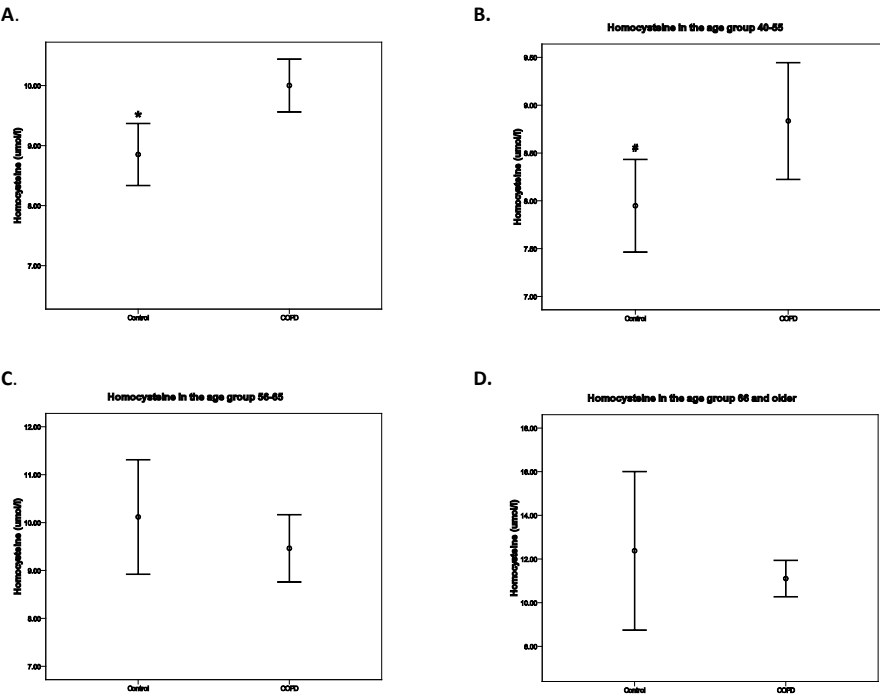 A.
10.00
9.00
8.00
7.00
Homocysteine (umol/l)
*
Control
COPD
B.
Homocysteine in the age group 40-55
9.50
9.00
8.50
8.00
7.50
7.00
Homocysteine (umol/l)
#
Control
COPD
C.
Homocysteine in the age group 56-65
12.00
11.00
10.00
9.00
8.00
7.00
Homocysteine (umol/l)
Control
COPD
D.
Homocysteine in the age group 66 and older
18.00
16.00
14.00
12.00
10.00
8.00
Homocysteine (umol/l)
Control
COPD